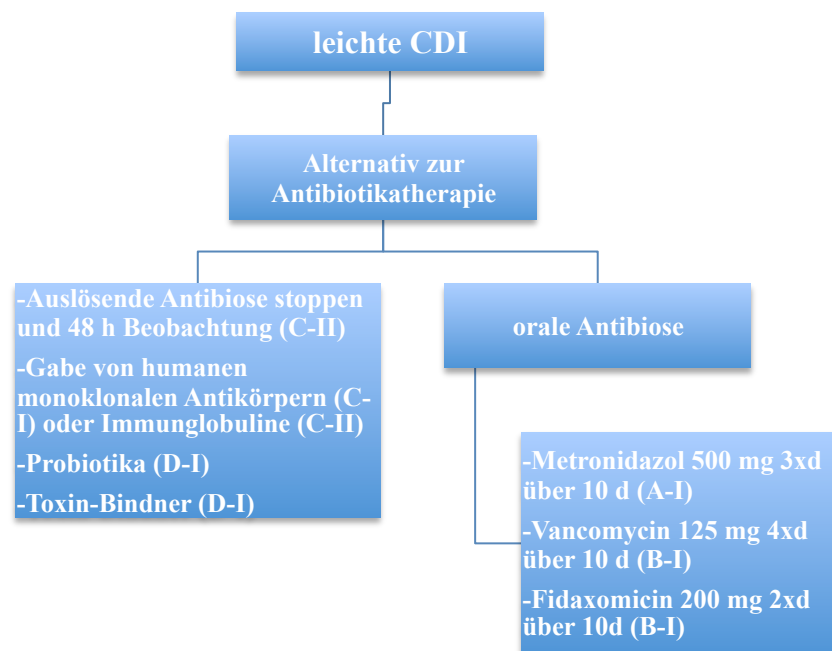 leichte CDI
Alternativ zur
Antibiotikatherapie
-Auslösende Antibiose stoppen
und 48 h Beobachtung (C-II)
-Gabe von humanen
monoklonalen Antikörpern (C-
I) oder Immunglobuline (C-II)
-Probiotika (D-I)
-Toxin-Bindner (D-I)
orale Antibiose
-Metronidazol 500 mg 3xd
über 10 d (A-I)
-Vancomycin 125 mg 4xd
über 10 d (B-I)
-Fidaxomicin 200 mg 2xd
über 10d (B-I)